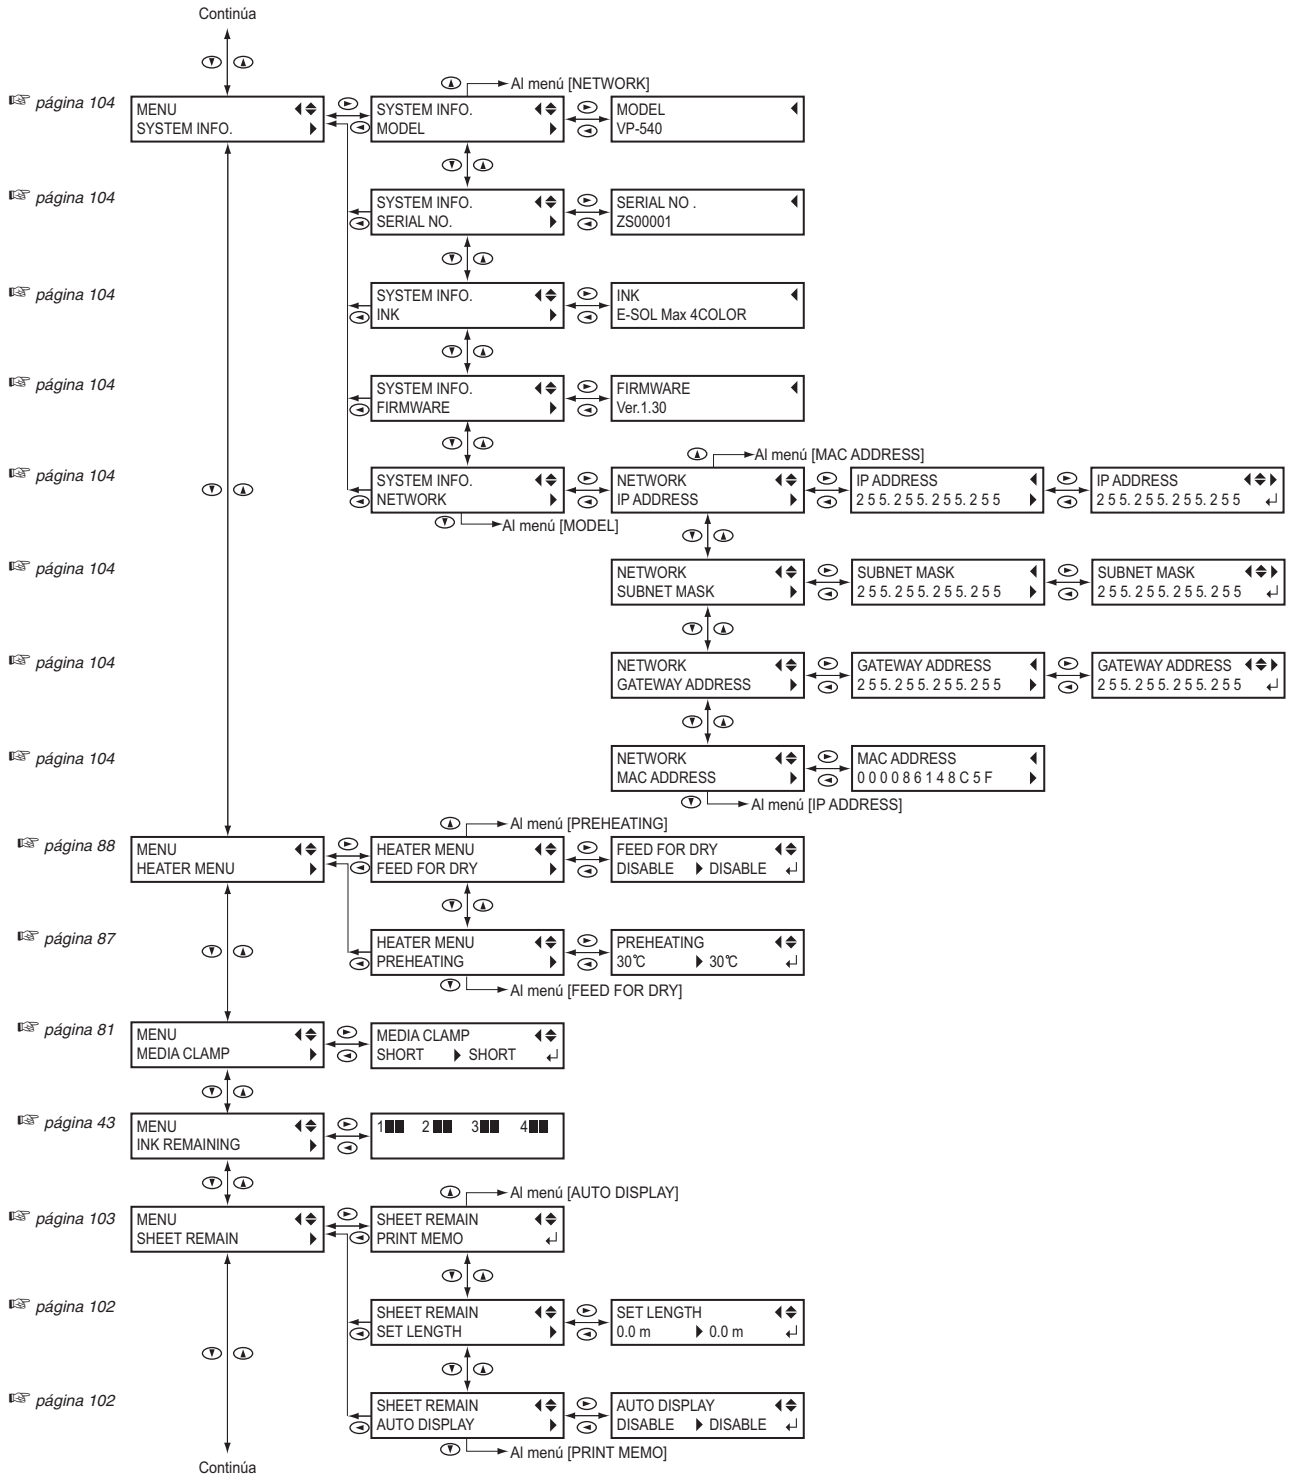 Continúa
Al menú [NETWORK]
página 104
MENU
SYSTEM INFO.
SYSTEM INFO.
MODEL
MODEL
VP-540
página 104
SYSTEM INFO.
SERIAL NO.
SERIAL NO .
ZS00001
página 104
SYSTEM INFO.
INK
INK
E-SOL Max 4COLOR
página 104
SYSTEM INFO.
FIRMWARE
FIRMWARE
Ver.1.30
Al menú [MAC ADDRESS]
página 104
SYSTEM INFO.
NETWORK
NETWORK
IP ADDRESS
IP ADDRESS
2 5 5. 2 5 5. 2 5 5. 2 5 5
IP ADDRESS
2 5 5. 2 5 5. 2 5 5. 2 5 5
Al menú [MODEL]
página 104
NETWORK
SUBNET MASK
SUBNET MASK
2 5 5. 2 5 5. 2 5 5. 2 5 5
SUBNET MASK
2 5 5. 2 5 5. 2 5 5. 2 5 5
página 104
NETWORK
GATEWAY ADDRESS
GATEWAY ADDRESS
2 5 5. 2 5 5. 2 5 5. 2 5 5
GATEWAY ADDRESS
2 5 5. 2 5 5. 2 5 5. 2 5 5
página 104
NETWORK
MAC ADDRESS
MAC ADDRESS
0 0 0 0 8 6 1 4 8 C 5 F
Al menú [IP ADDRESS]
Al menú [PREHEATING]
página 88
MENU
HEATER MENU
HEATER MENU
FEED FOR DRY
FEED FOR DRY
DISABLE DISABLE
página 87
HEATER MENU
PREHEATING
PREHEATING
30℃ 30℃
Al menú [FEED FOR DRY]
página 81
MENU
MEDIA CLAMP
MEDIA CLAMP
SHORT SHORT
página 43
MENU
INK REMAINING
1 2 3 4
Al menú [AUTO DISPLAY]
página 103
MENU
SHEET REMAIN
SHEET REMAIN
PRINT MEMO
página 102
SHEET REMAIN
SET LENGTH
SET LENGTH
0.0 m 0.0 m
página 102
SHEET REMAIN
AUTO DISPLAY
AUTO DISPLAY
DISABLE DISABLE
Al menú [PRINT MEMO]
Continúa